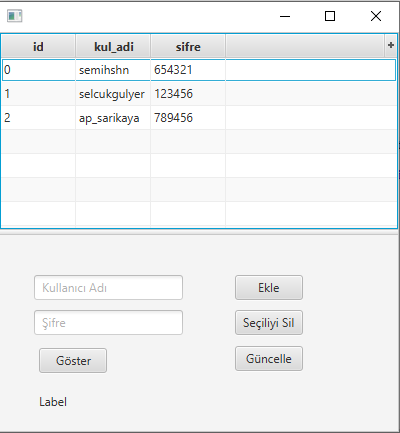 id kul_adi sifre +
0 semihshn 654321
1 selcukgulyer 123456
2 ap_sarikaya 789456
Kullanıcı Adı Ekle
Şifre Seçiliyi Sil
Göster Güncelle
Label